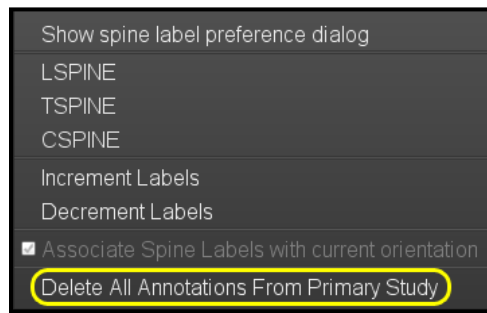 Show spine label preference dialog
LSPINE
TSPINE
CSPINE
Increment Labels
Decrement Labels
Associate Spine Labels with current orientation
Delete All Annotations From Primary Study